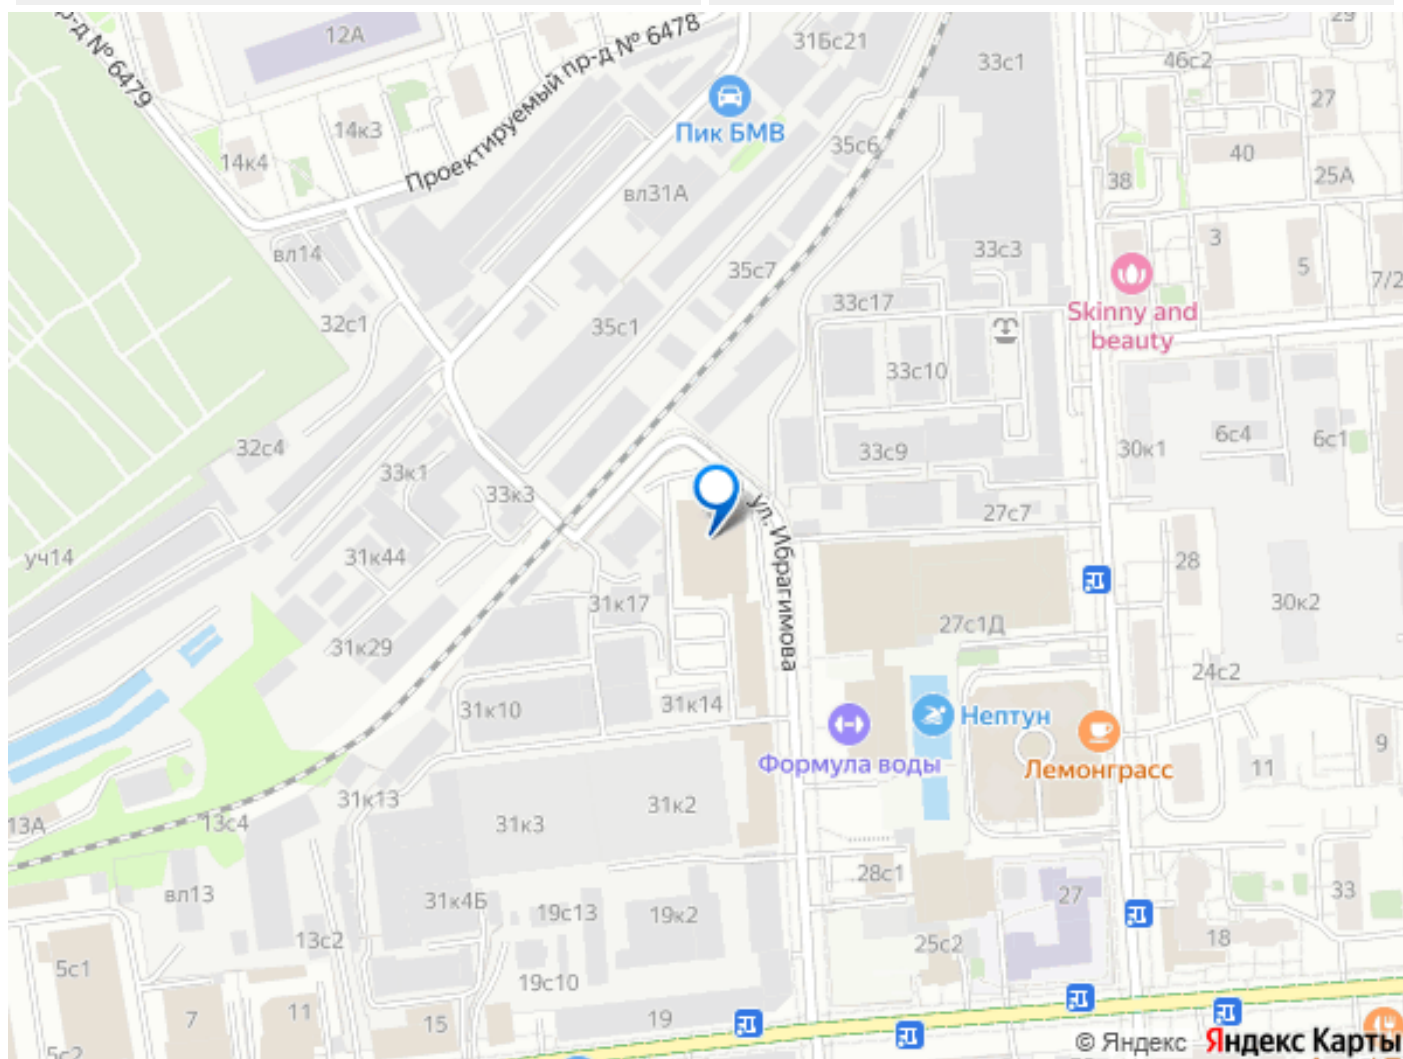 пр-д № 6479
12А
Проектируемый пр-д № 6478
31Бс21
33с1
29
46с2
27
Пик БМВ
14к3
14к4
35с6
40
38
25А
вл31А
вл14
35с7
33с3
3
5
7/2
32с1
35с1
33с17
Skinny and
beauty
33с10
32с4
33к1
33с9
30к1
6с4
6с1
33к3
27с7
ул. Ибрагимова
уч14
31к44
28
31к17
30к2
27с1Д
31к29
24с2
31к10
31к14
Нептун
9
Формула воды
Лемонграсс
11
31к13
13А
13с4
31к3
31к2
28с1
вл13
31к4Б
19с13
19к2
27
33
13с2
25с2
18
5с1
19с10
7
11
15
19
5с2
© Яндекс Яндекс Карты